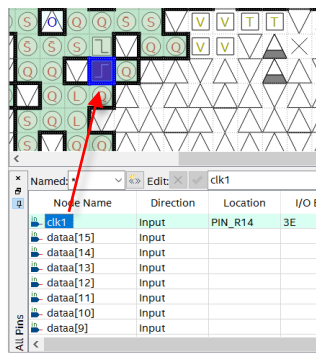 S O Q Q S S V V T T
S S S Q Q V V
Q Q Q
Q L Q
S Q Q
S Q Q
Named: * Edit: clk1
Node Name Direction Location I/O B
clk1 Input PIN_R14 3E
dataa[15] Input
dataa[14] Input
dataa[13] Input
dataa[12] Input
dataa[11] Input
dataa[10] Input
dataa[9] Input
All Pins